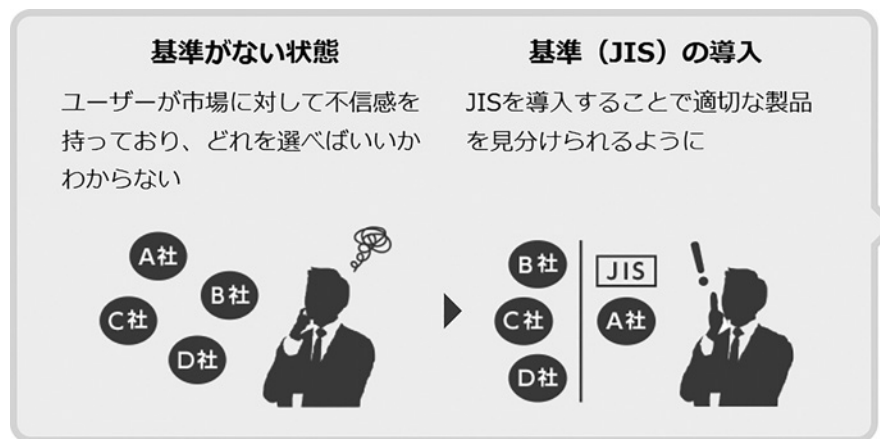 基準がない状態
ユーザーが市場に対して不信感を
持っており、どれを選べばいいか
わからない
A社
B社
C社
D社
基準（JIS）の導入
JISを導入することで適切な製品
を見分けられるように
B社
JIS
C社
A社
D社